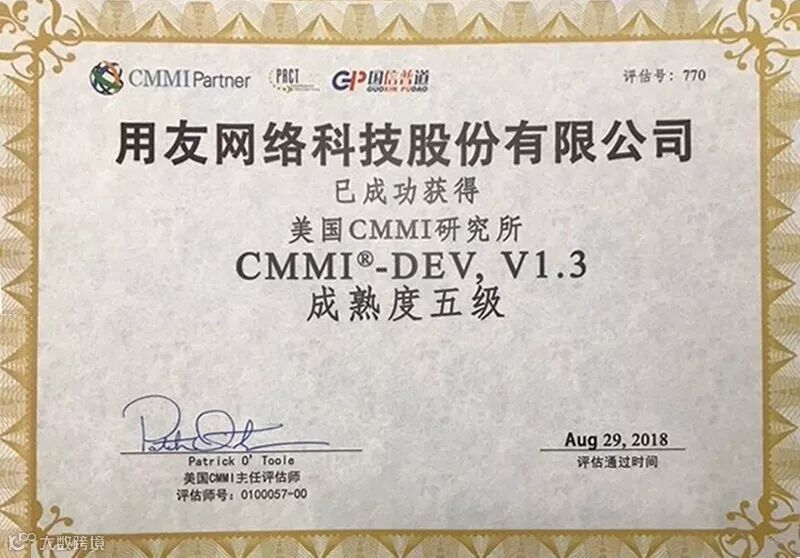 CMMI Partner
PACT
GP 国信普道
GUOXIN PUDAO
评估号：770
用友网络科技股份有限公司
已成功获得
美国CMMI研究所
CMMI®-DEV, V1.3
成熟度五级
Patrick O' Toole
美国CMMI主任评估师
评估师号：0100057-00
Aug 29, 2018
评估通过时间
大数跨境